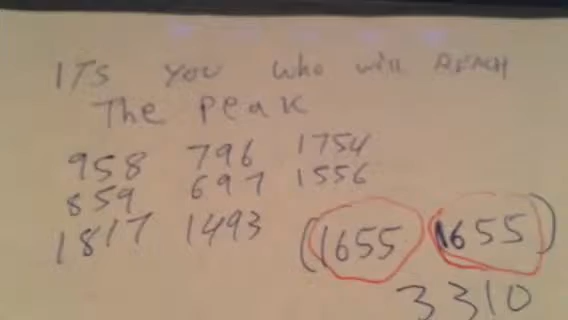 ITS YOU Who will REACH
The Peak
958 796 1754
859 697 1556
1817 1493 (1655 1655)
3310